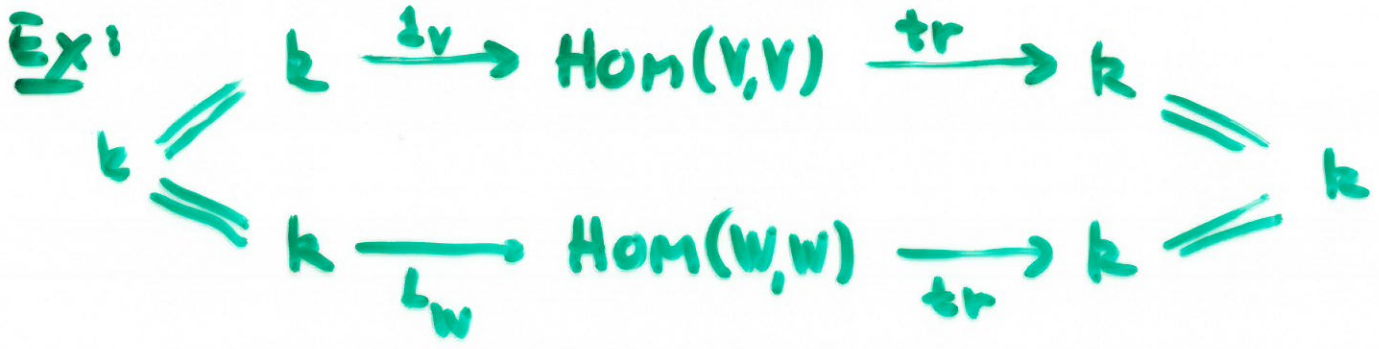 Ex:
k 1_V Hom(V,V) tr k
k k
k 1_W Hom(W,W) tr k